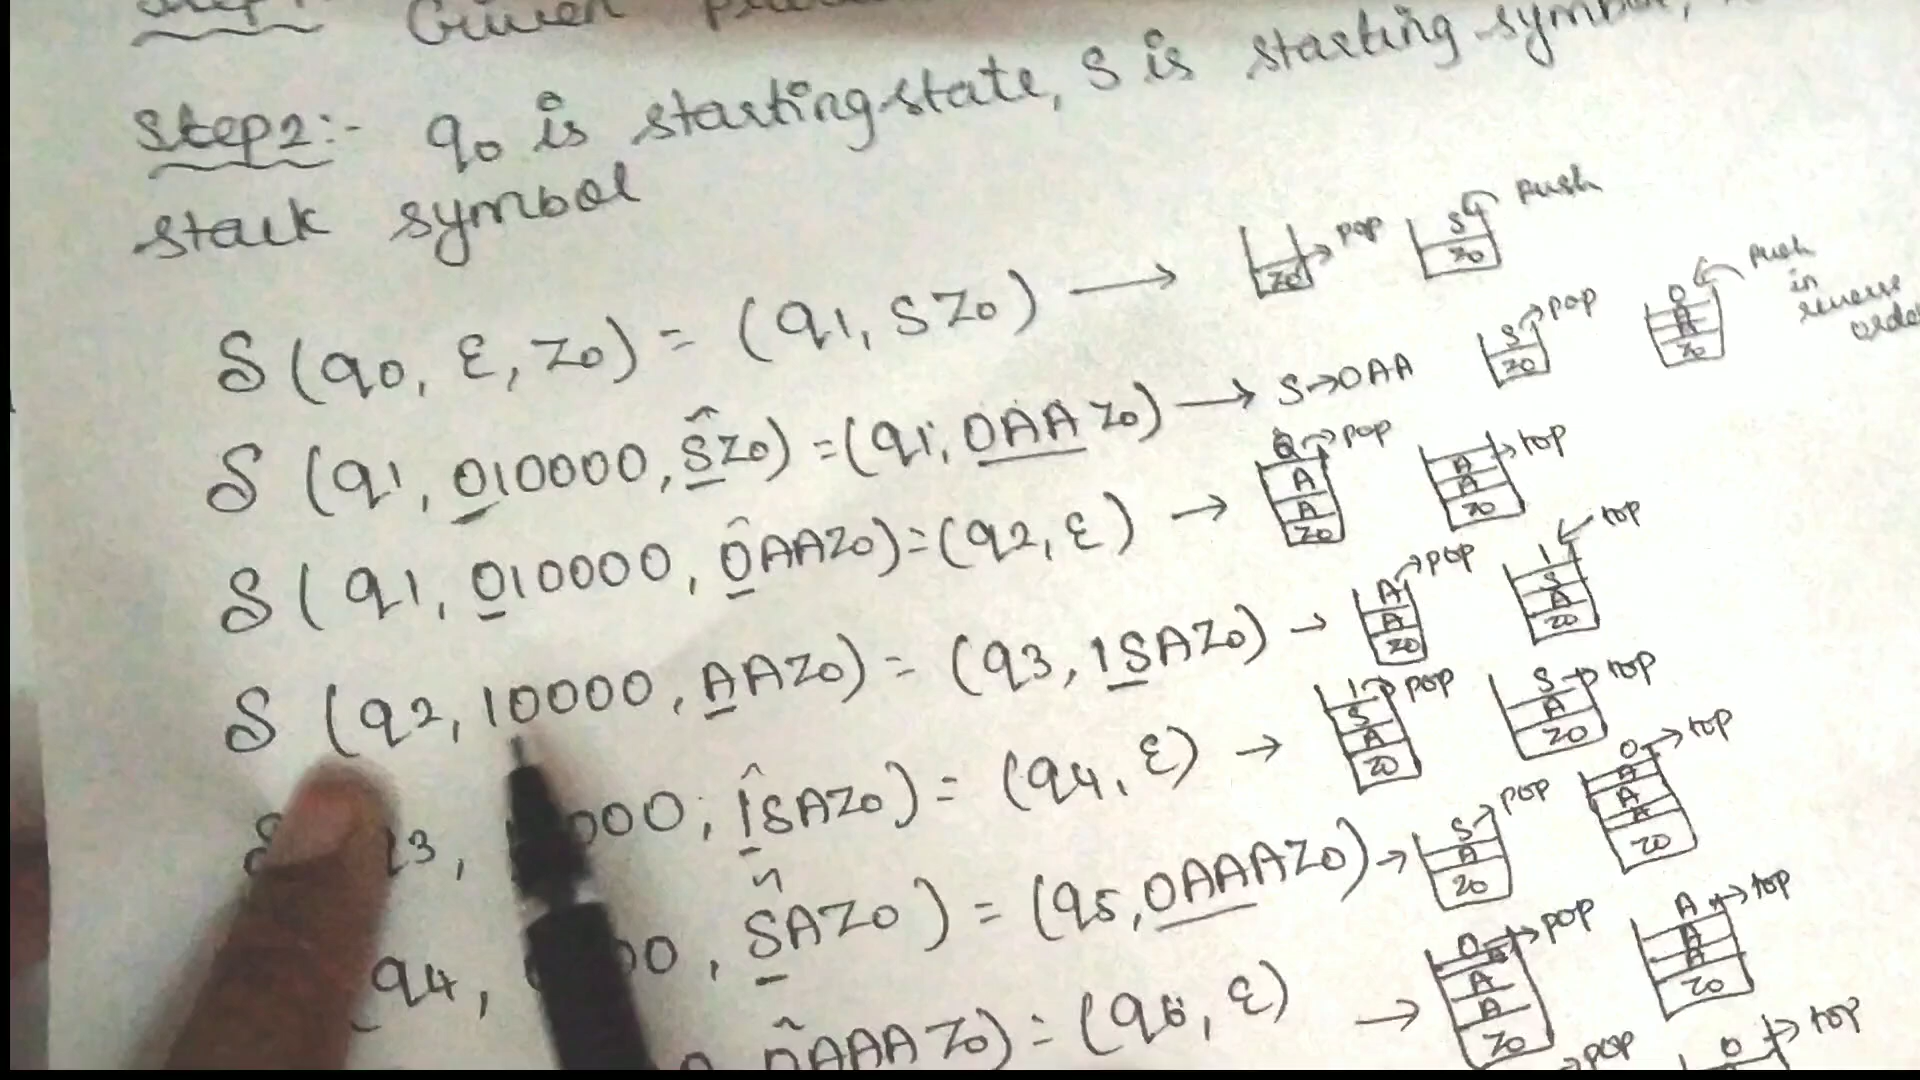 Given
Step2:- q0 is starting state, S is starting symbol,
stack symbol
δ(q0, ε, z0) = (q1, SZ0) → z0 → pop S z0 push
δ(q1, 010000, Sz0) = (q1, 0AAZ0) → S→0AA S z0 → pop 0 A A z0 push in reverse order
δ(q1, 010000, 0AAZ0) = (q2, ε) → 0 A A Z0 → pop A A z0 → top
δ(q2, 10000, AAZ0) = (q3, 1SAZ0) → A A z0 → pop 1 S A z0 top
q3, 000, 1SAZ0) = (q4, ε) → 1 S A z0 → pop S A z0 → top
q4, 00, SAZ0) = (q5, 0AAAZ0) → S A z0 → pop 0 A A A z0 → top
0AAAZ0) = (q6, ε) → 0 A A Z0 → pop A A A z0 → top
→ pop 0 → top